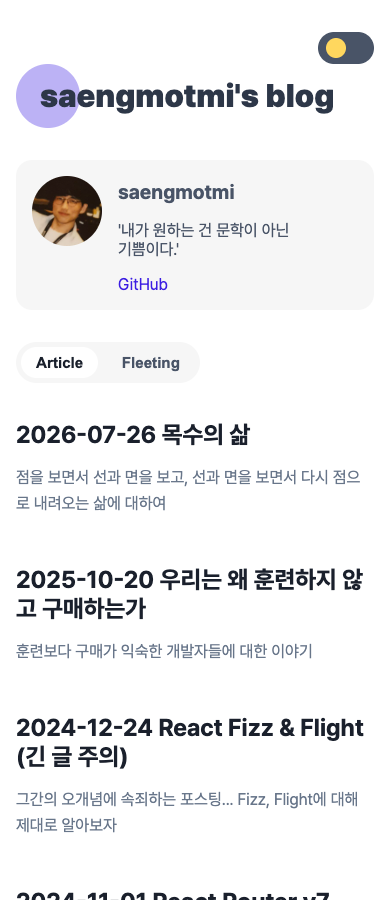 saengmotmi's blog
saengmotmi
'내가 원하는 건 문학이 아닌
기쁨이다.'
GitHub
Article
Fleeting
2026-07-26 목수의 삶
점을 보면서 선과 면을 보고, 선과 면을 보면서 다시 점으
로 내려오는 삶에 대하여
2025-10-20 우리는 왜 훈련하지 않
고 구매하는가
훈련보다 구매가 익숙한 개발자들에 대한 이야기
2024-12-24 React Fizz & Flight
(긴 글 주의)
그간의 오개념에 속죄하는 포스팅... Fizz, Flight에 대해
제대로 알아보자
2024-11-01 React Router v7